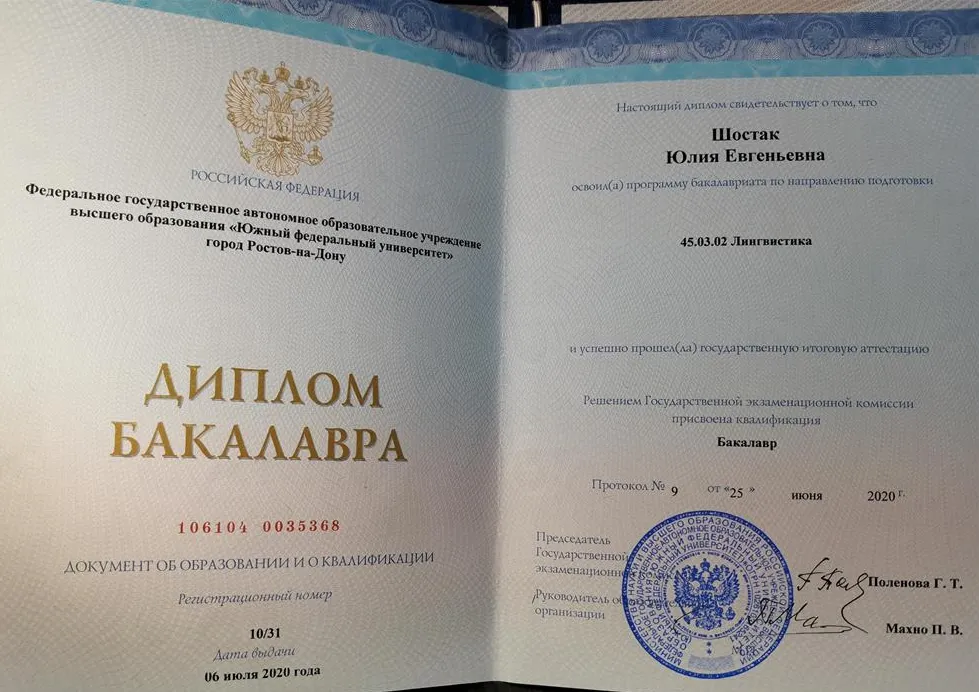 РОССИЙСКАЯ ФЕДЕРАЦИЯ
Федеральное государственное автономное образовательное учреждение
высшего образования «Южный федеральный университет»
город Ростов-на-Дону
ДИПЛОМ
БАКАЛАВРА
106104 0035368
ДОКУМЕНТ ОБ ОБРАЗОВАНИИ И О КВАЛИФИКАЦИИ
Регистрационный номер
10/31
Дата выдачи
06 июля 2020 года
Настоящий диплом свидетельствует о том, что
Шостак
Юлия Евгеньевна
освоил(а) программу бакалавриата по направлению подготовки
45.03.02 Лингвистика
и успешно прошел(ла) государственную итоговую аттестацию
Решением Государственной экзаменационной комиссии
присвоена квалификация
Бакалавр
Протокол № 9 от «25 » июня 2020 г.
Председатель
Государственной
Поленова Г. Т.
Руководитель
организации
Махно П. В.